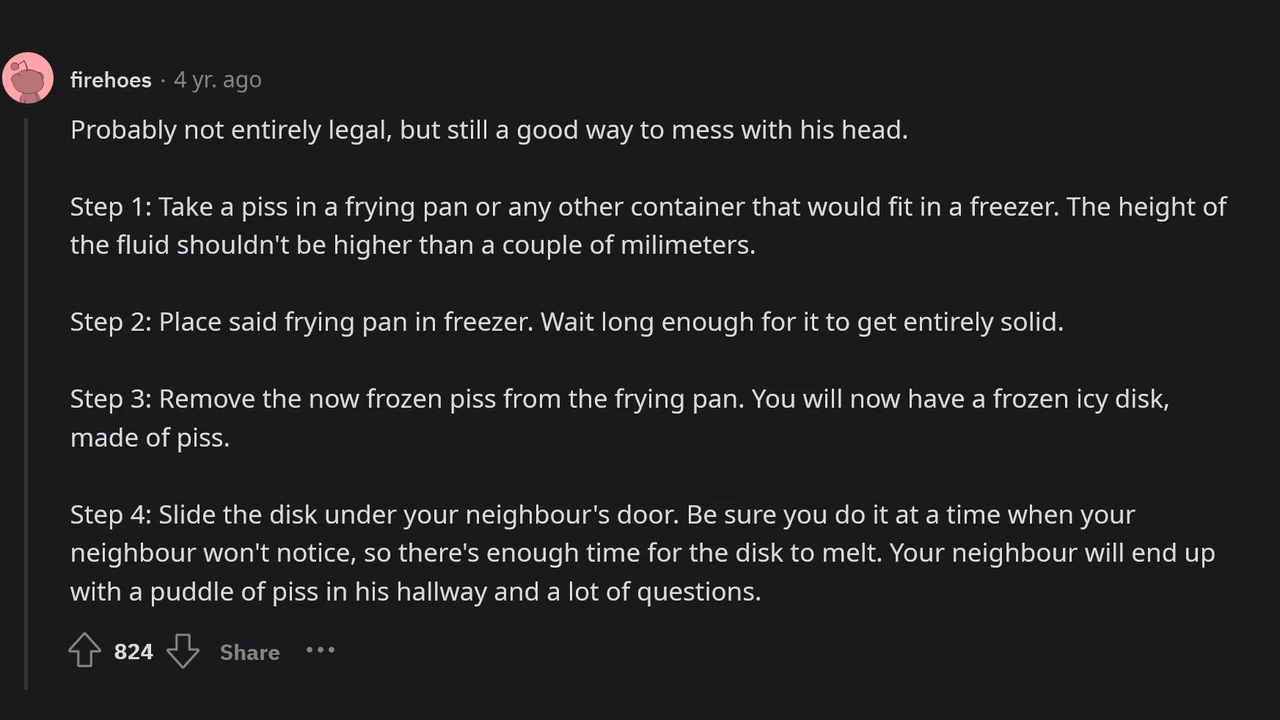 firehoes · 4 yr. ago
Probably not entirely legal, but still a good way to mess with his head.
Step 1: Take a piss in a frying pan or any other container that would fit in a freezer. The height of
the fluid shouldn't be higher than a couple of milimeters.
Step 2: Place said frying pan in freezer. Wait long enough for it to get entirely solid.
Step 3: Remove the now frozen piss from the frying pan. You will now have a frozen icy disk,
made of piss.
Step 4: Slide the disk under your neighbour's door. Be sure you do it at a time when your
neighbour won't notice, so there's enough time for the disk to melt. Your neighbour will end up
with a puddle of piss in his hallway and a lot of questions.
824 Share ···